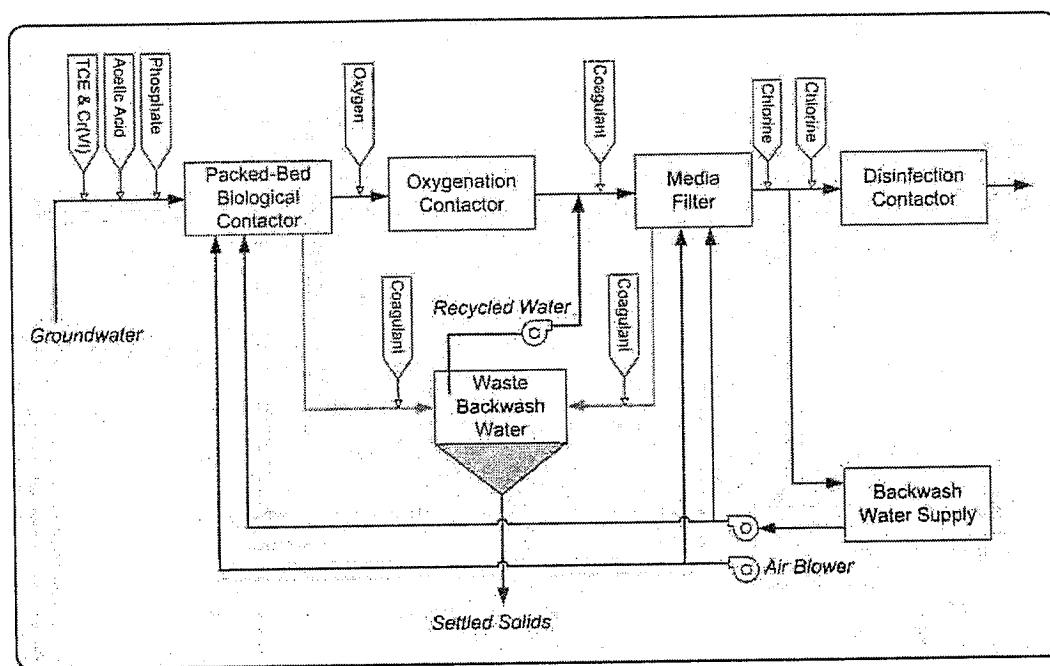 TCE & Cr(VI)
Acetic Acid
Phosphate
Oxygen
Coagulant
Chlorine
Chlorine
Packed-Bed
Biological
Contactor
Oxygenation
Contactor
Media
Filter
Disinfection
Contactor
Groundwater
Coagulant
Recycled Water
Coagulant
Waste
Backwash
Water
Backwash
Water Supply
Air Blower
Settled Solids